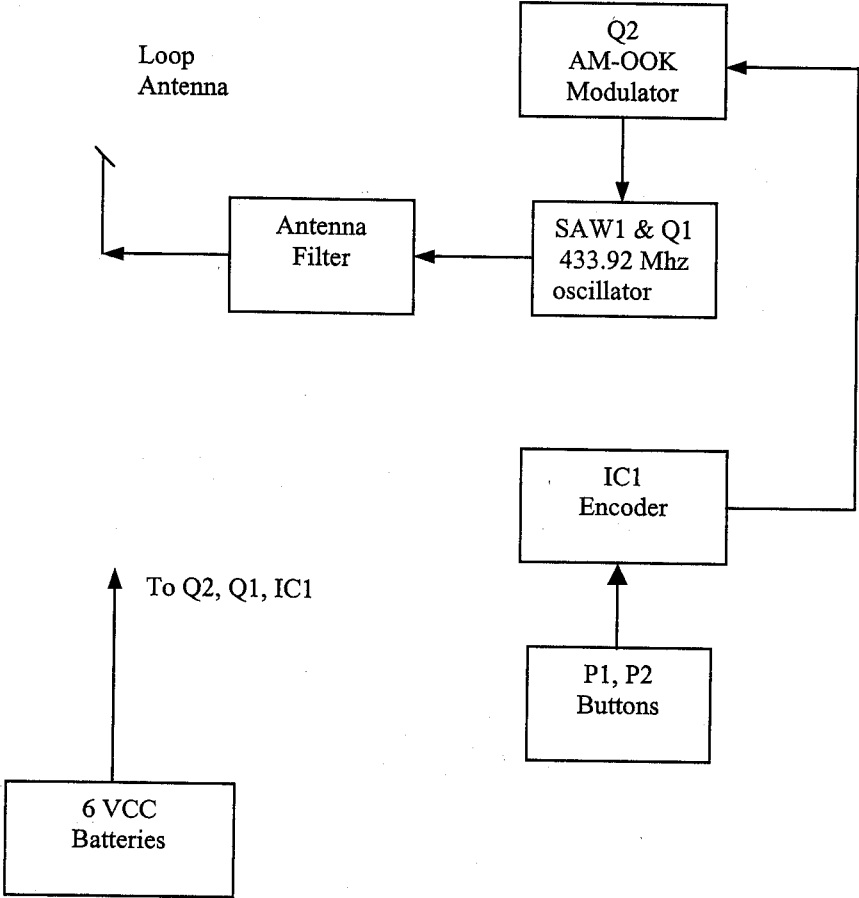 Loop
Antenna
Q2
AM-OOK
Modulator
Antenna
Filter
SAW1 & Q1
433.92 Mhz
oscillator
IC1
Encoder
To Q2, Q1, IC1
P1, P2
Buttons
6 VCC
Batteries